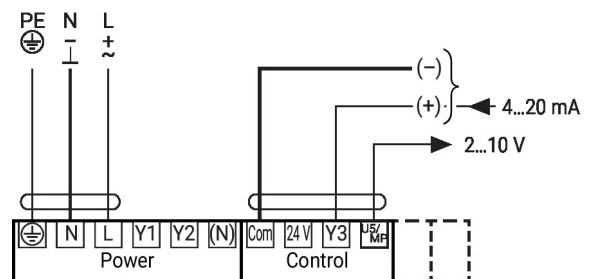 PE N L
– +
⊥ ~
(–)
(+) 4...20 mA
2...10 V
N L Y1 Y2 (N) Com 24 V Y3 U5/MP
Power Control